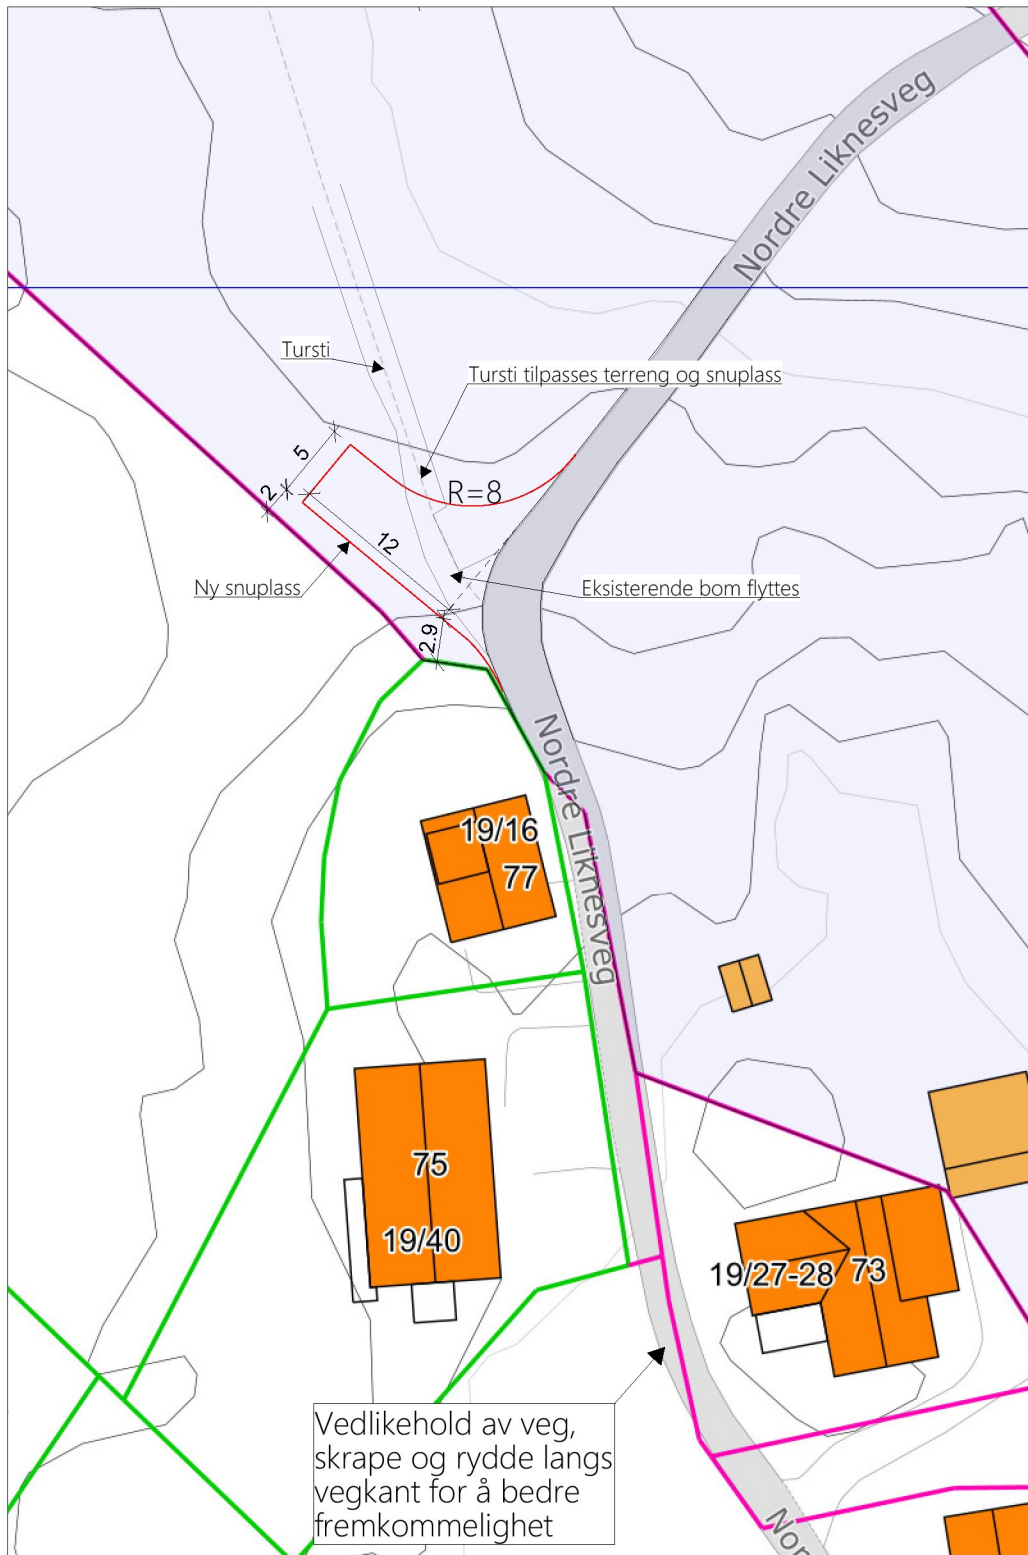 Nordre Liknesveg
Tursti
Tursti tilpasses terreng og snuplass
5
2
R=8
12
Ny snuplass
Eksisterende bom flyttes
2.9
Nordre Liknesveg
19/16
77
75
19/40
19/27-28
73
Vedlikehold av veg,
skrape og rydde langs
vegkant for å bedre
fremkommelighet
Nor